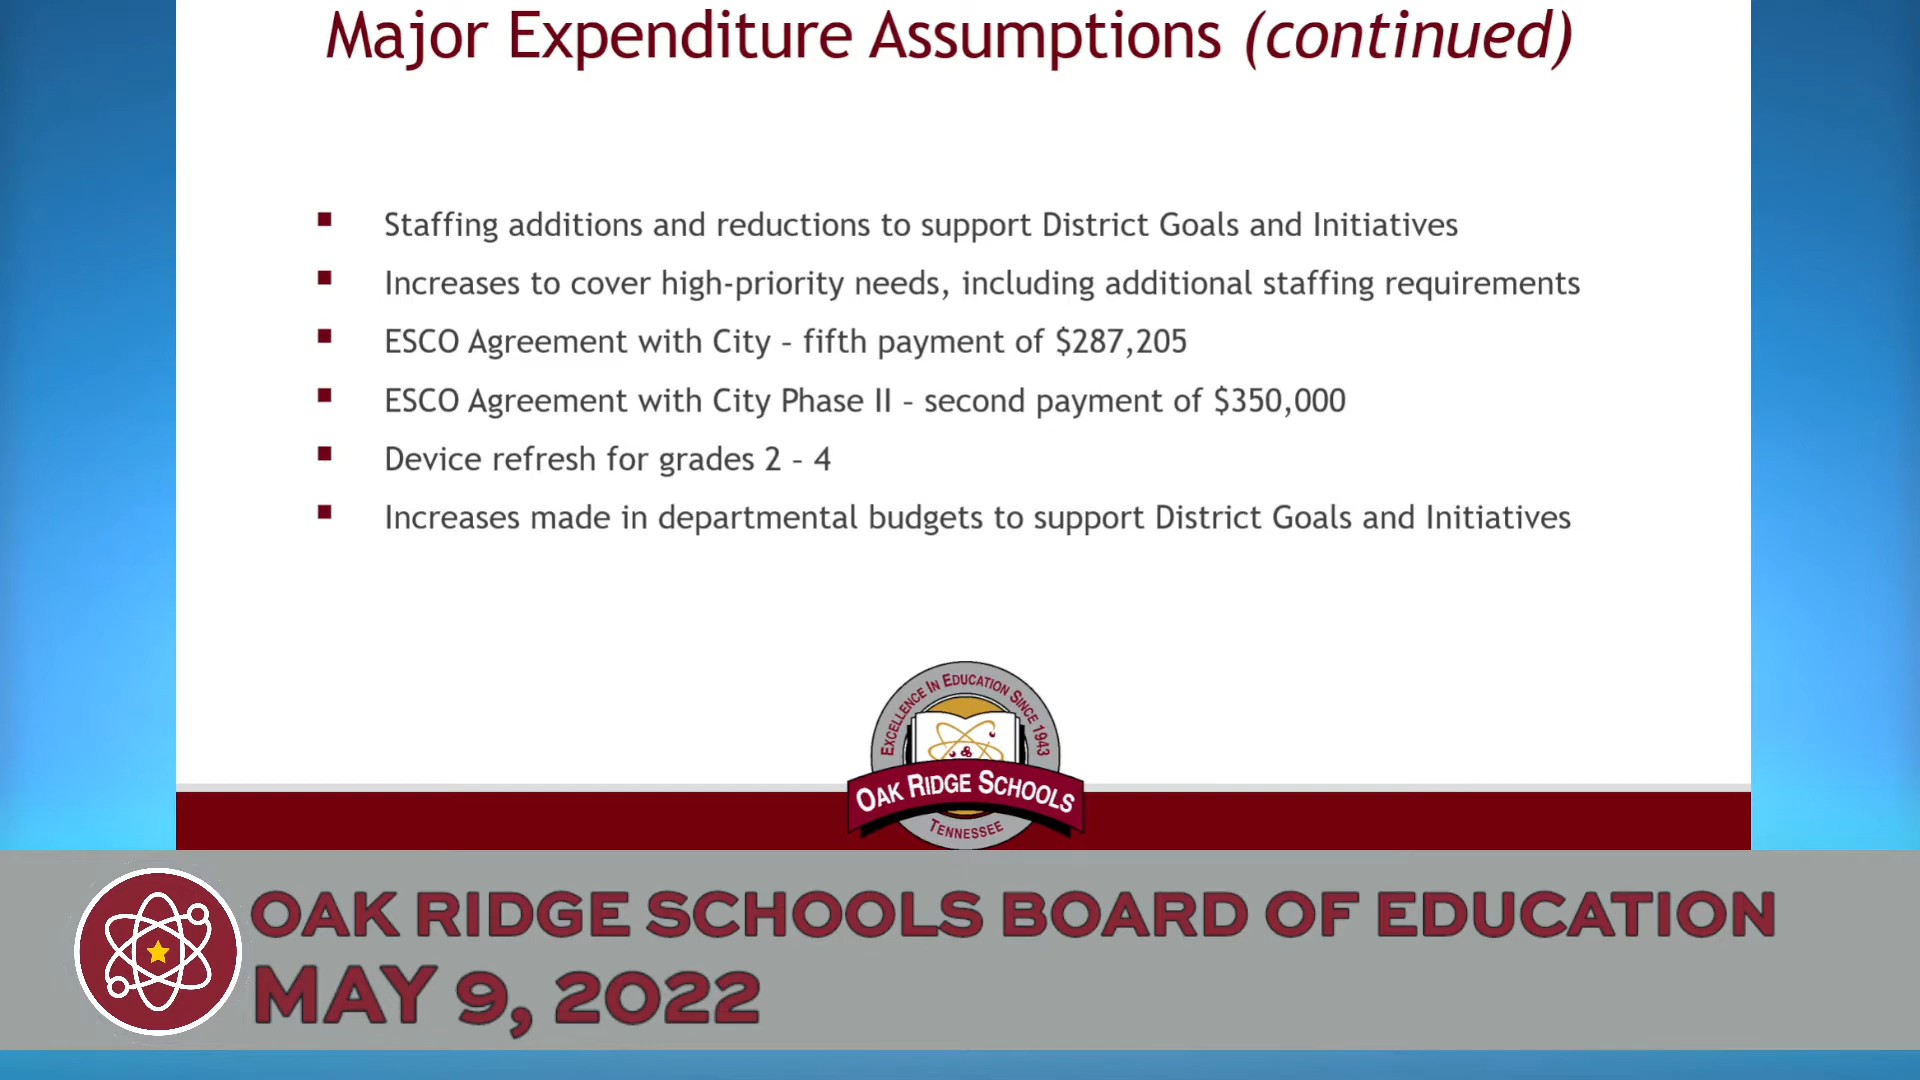 Major Expenditure Assumptions (continued)
Staffing additions and reductions to support District Goals and Initiatives
Increases to cover high-priority needs, including additional staffing requirements
ESCO Agreement with City – fifth payment of $287,205
ESCO Agreement with City Phase II – second payment of $350,000
Device refresh for grades 2 – 4
Increases made in departmental budgets to support District Goals and Initiatives
EXCELLENCE IN EDUCATION SINCE 1943
OAK RIDGE SCHOOLS
TENNESSEE
OAK RIDGE SCHOOLS BOARD OF EDUCATION
MAY 9, 2022